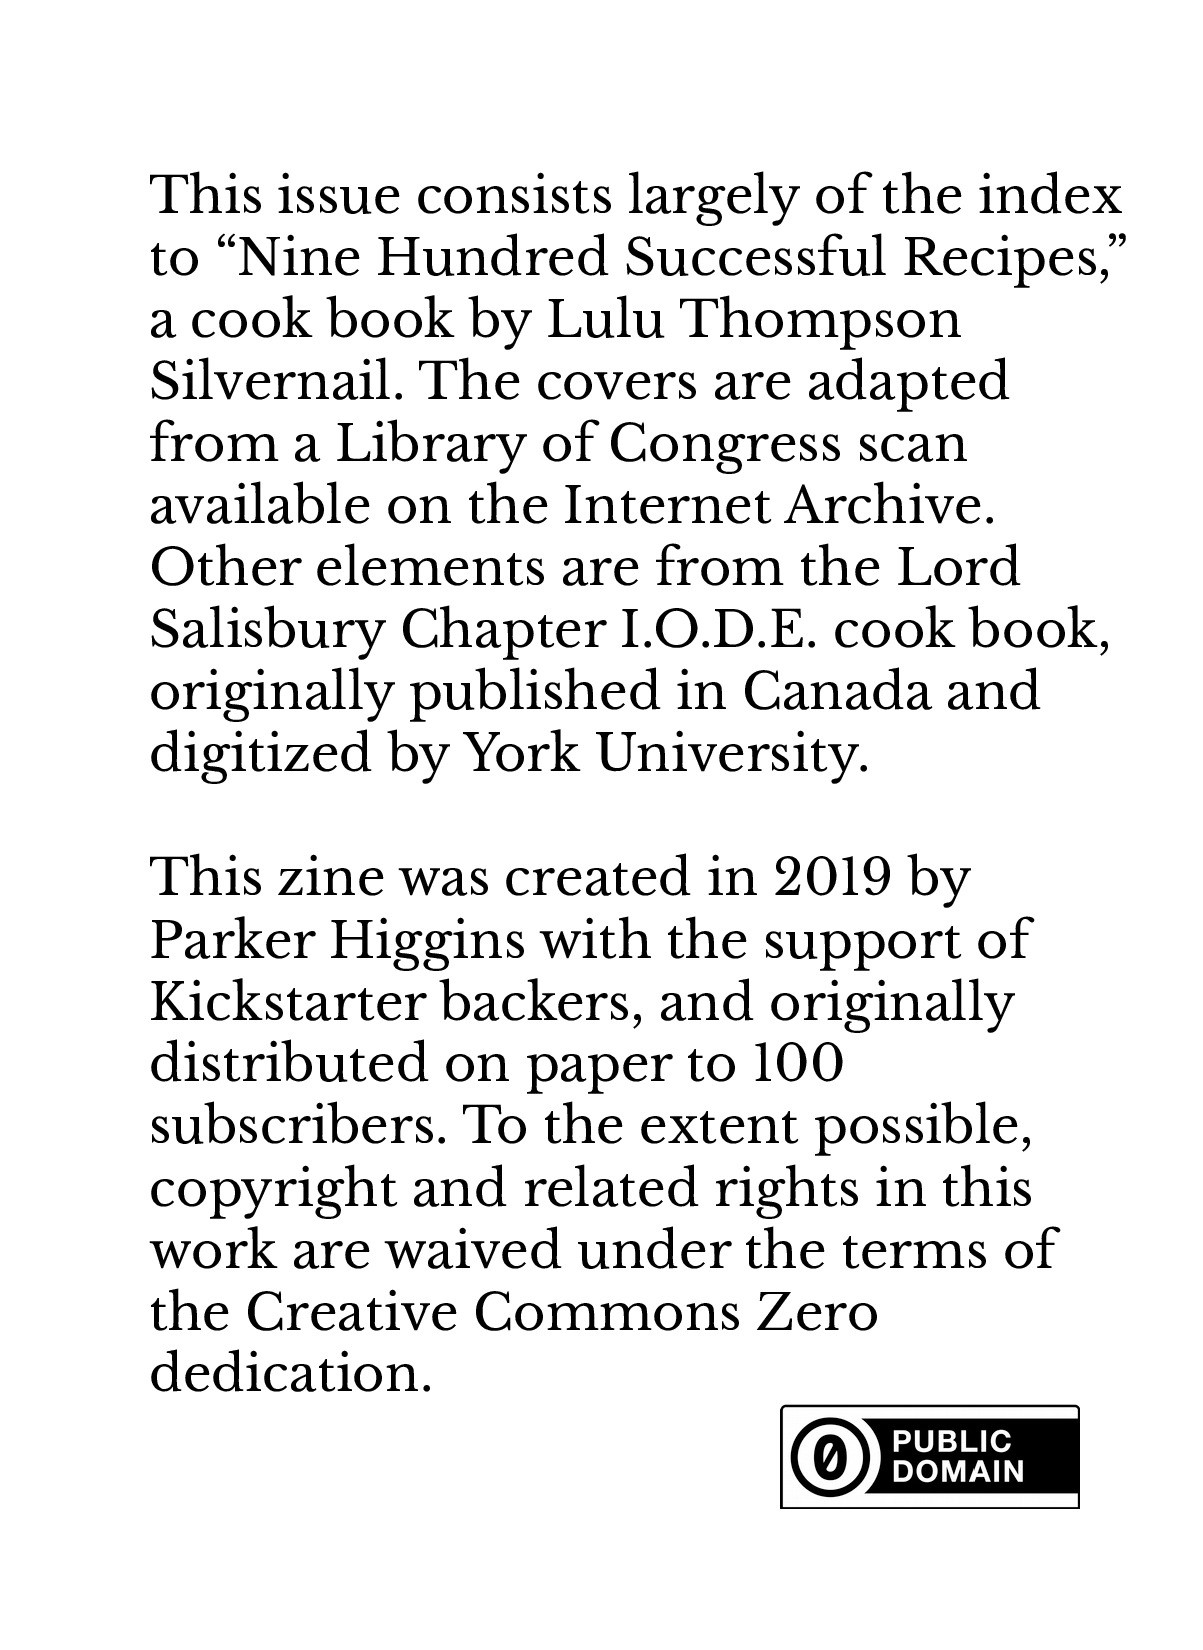 This issue consists largely of the index
to “Nine Hundred Successful Recipes,”
a cook book by Lulu Thompson
Silvernail. The covers are adapted
from a Library of Congress scan
available on the Internet Archive.
Other elements are from the Lord
Salisbury Chapter I.O.D.E. cook book,
originally published in Canada and
digitized by York University.
This zine was created in 2019 by
Parker Higgins with the support of
Kickstarter backers, and originally
distributed on paper to 100
subscribers. To the extent possible,
copyright and related rights in this
work are waived under the terms of
the Creative Commons Zero
dedication.
0
PUBLIC
DOMAIN